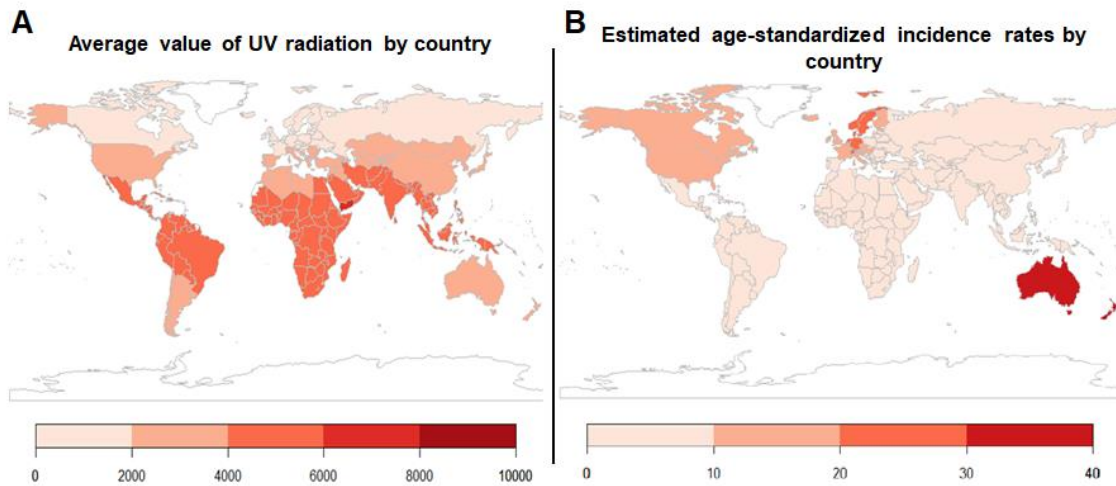 A
Average value of UV radiation by country
0 2000 4000 6000 8000 10000
B
Estimated age-standardized incidence rates by
country
0 10 20 30 40